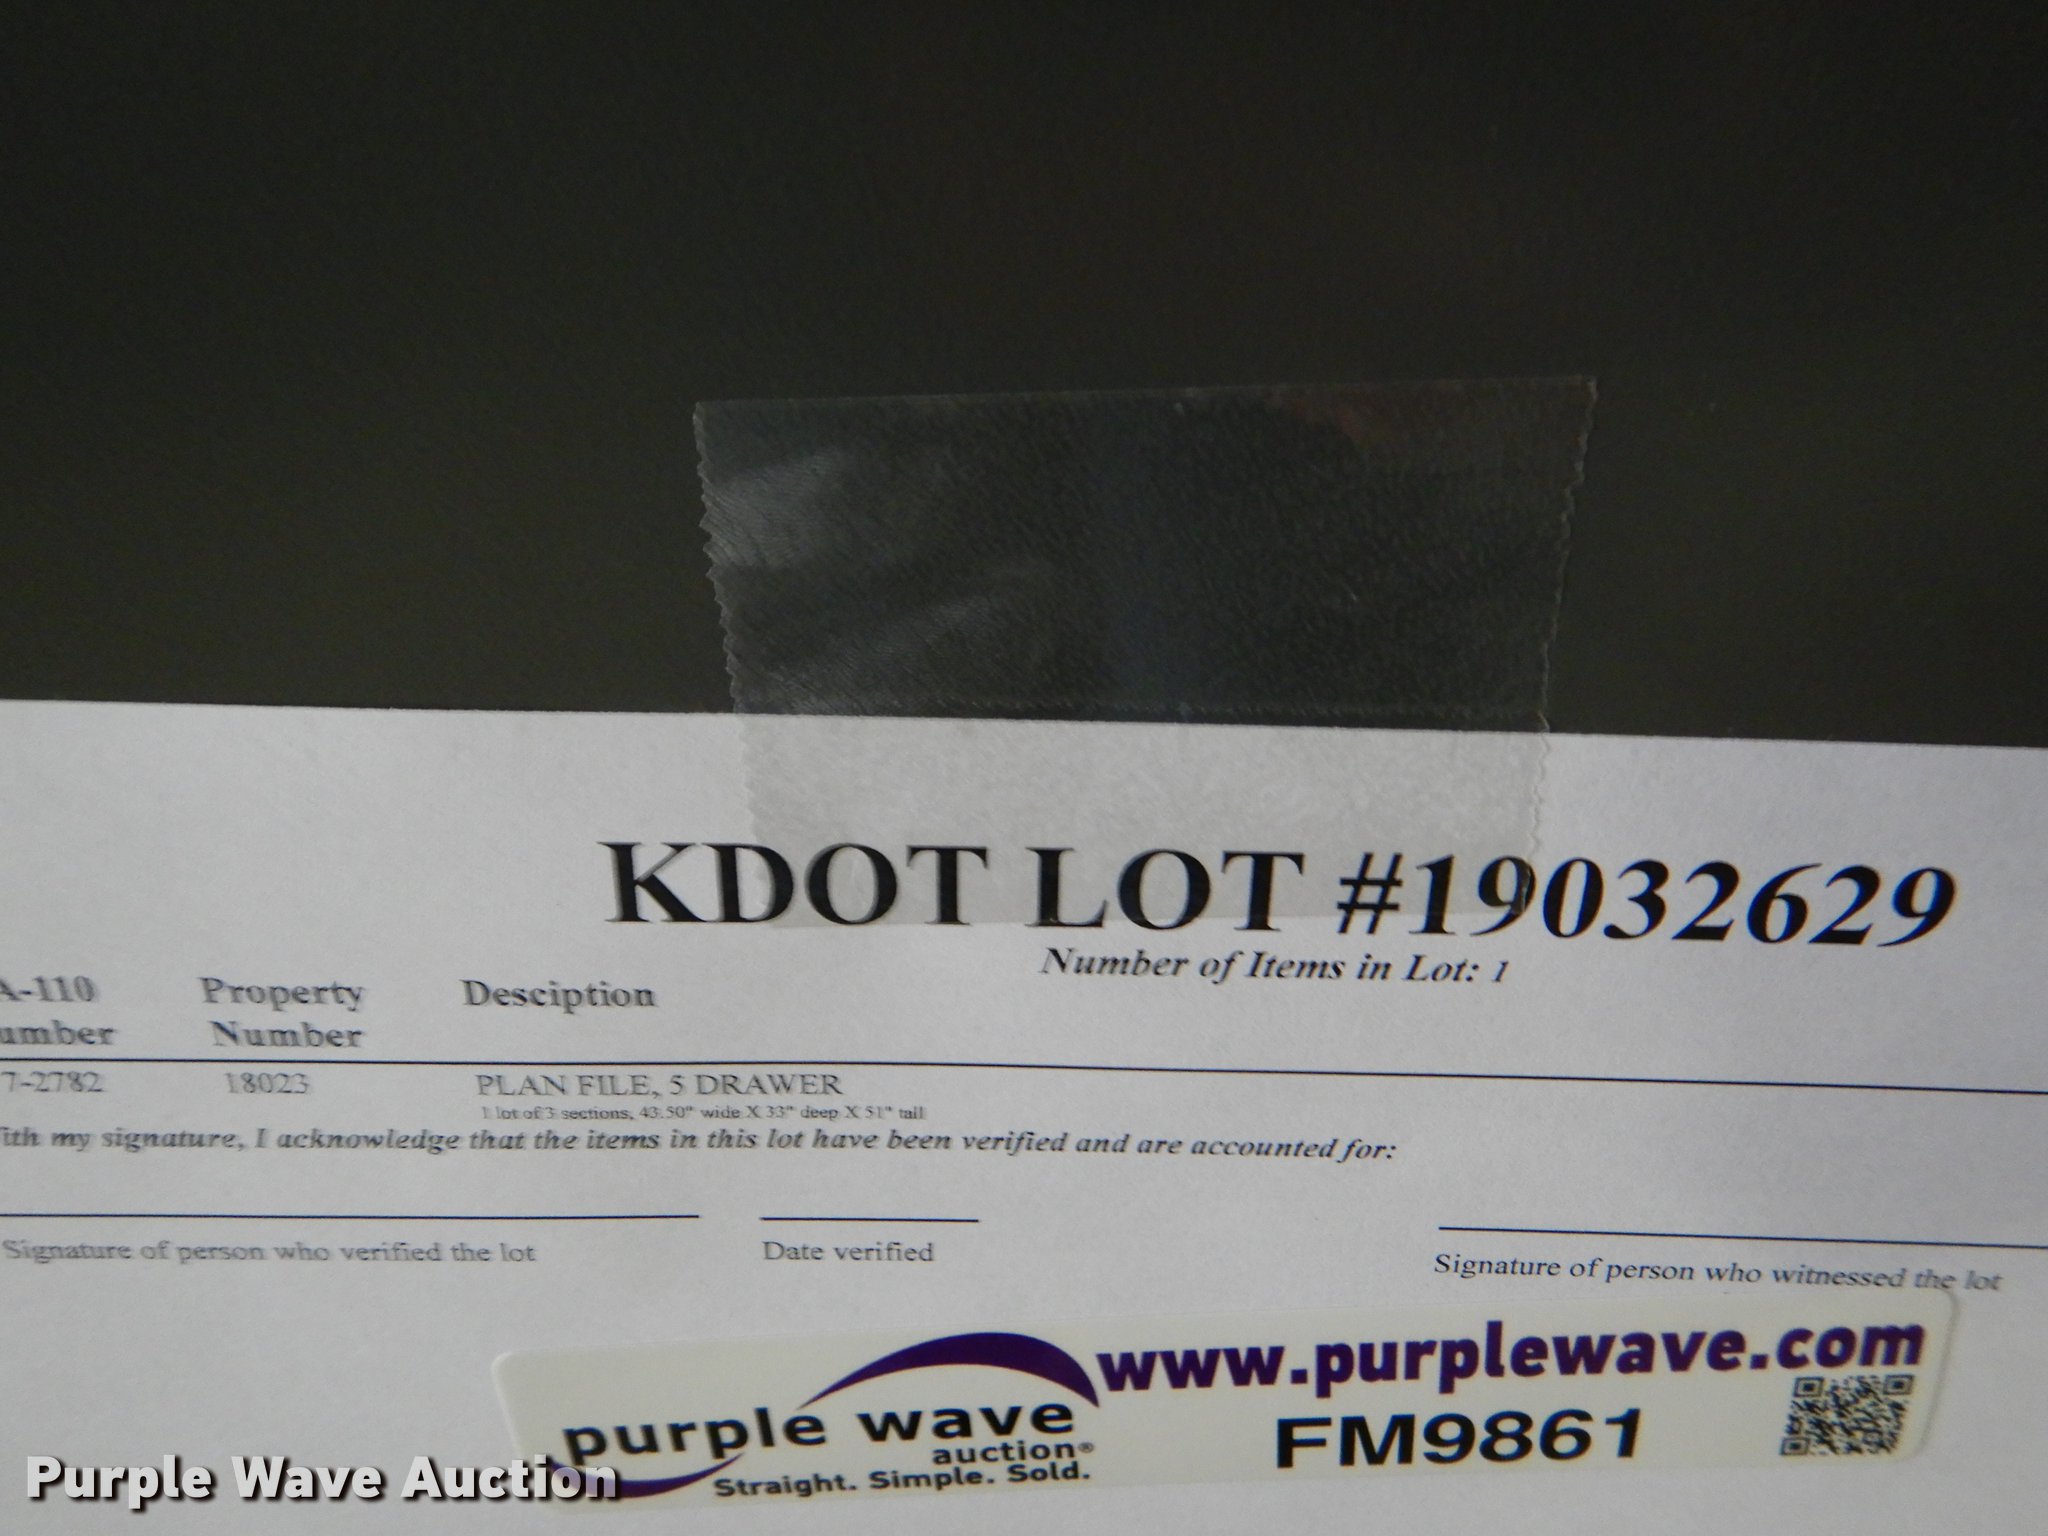 KDOT LOT #19032629
Number of Items in Lot: 1
A-110 Property Desciption
umber Number
7-2782 18023 PLAN FILE, 5 DRAWER
1 lot of 3 sections, 43.50" wide X 33" deep X 51" tall
ith my signature, I acknowledge that the items in this lot have been verified and are accounted for:
Signature of person who verified the lot Date verified Signature of person who witnessed the lot
www.purplewave.com
purple wave
auction®
Straight. Simple. Sold.
FM9861
Purple Wave Auction